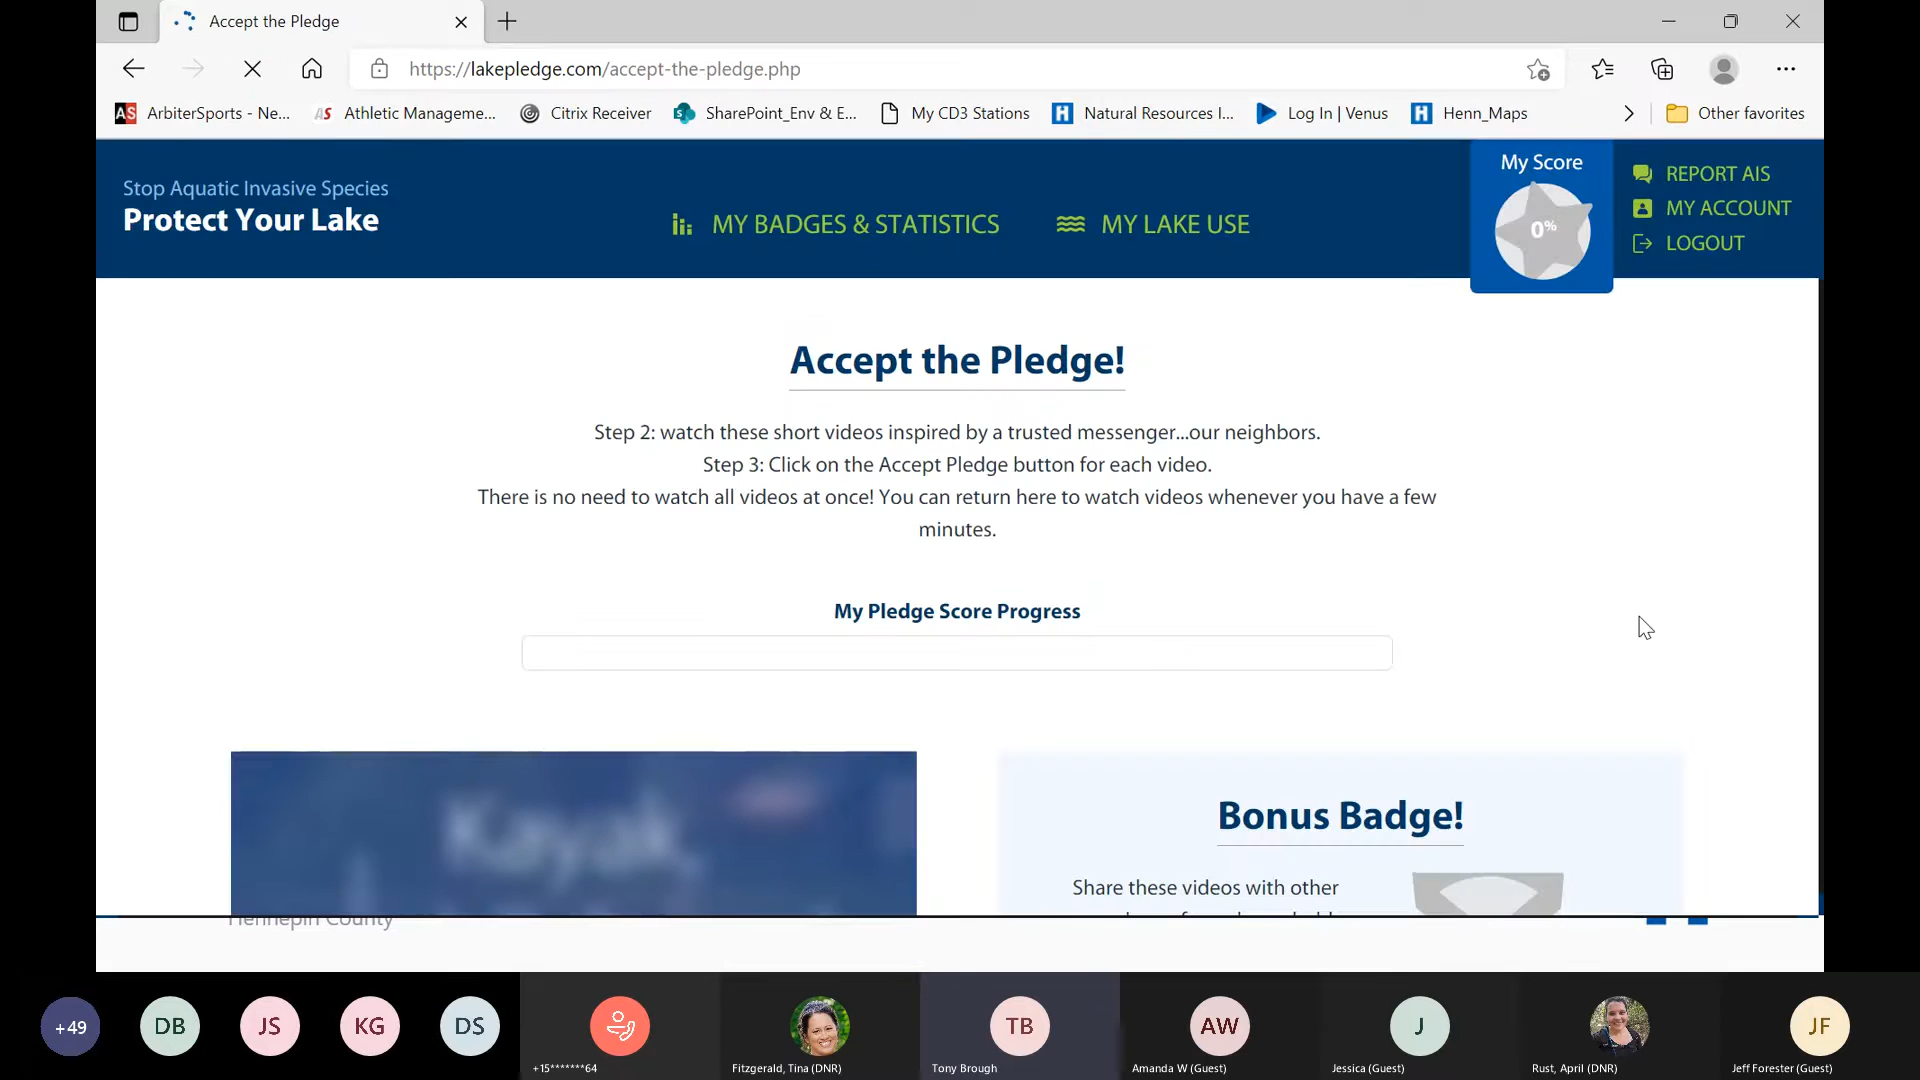 Accept the Pledge
https://lakepledge.com/accept-the-pledge.php
AS ArbiterSports - Ne...
AS Athletic Manageme...
Citrix Receiver
SharePoint_Env & E...
My CD3 Stations
H Natural Resources I...
Log In | Venus
H Henn_Maps
Other favorites
Stop Aquatic Invasive Species
Protect Your Lake
MY BADGES & STATISTICS
MY LAKE USE
My Score
0%
REPORT AIS
MY ACCOUNT
LOGOUT
Accept the Pledge!
Step 2: watch these short videos inspired by a trusted messenger...our neighbors.
Step 3: Click on the Accept Pledge button for each video.
There is no need to watch all videos at once! You can return here to watch videos whenever you have a few
minutes.
My Pledge Score Progress
Kayak,
Bonus Badge!
Share these videos with other
Hennepin County
+49
DB
JS
KG
DS
+15*******64
Fitzgerald, Tina (DNR)
TB
Tony Brough
AW
Amanda W (Guest)
J
Jessica (Guest)
Rust, April (DNR)
JF
Jeff Forester (Guest)